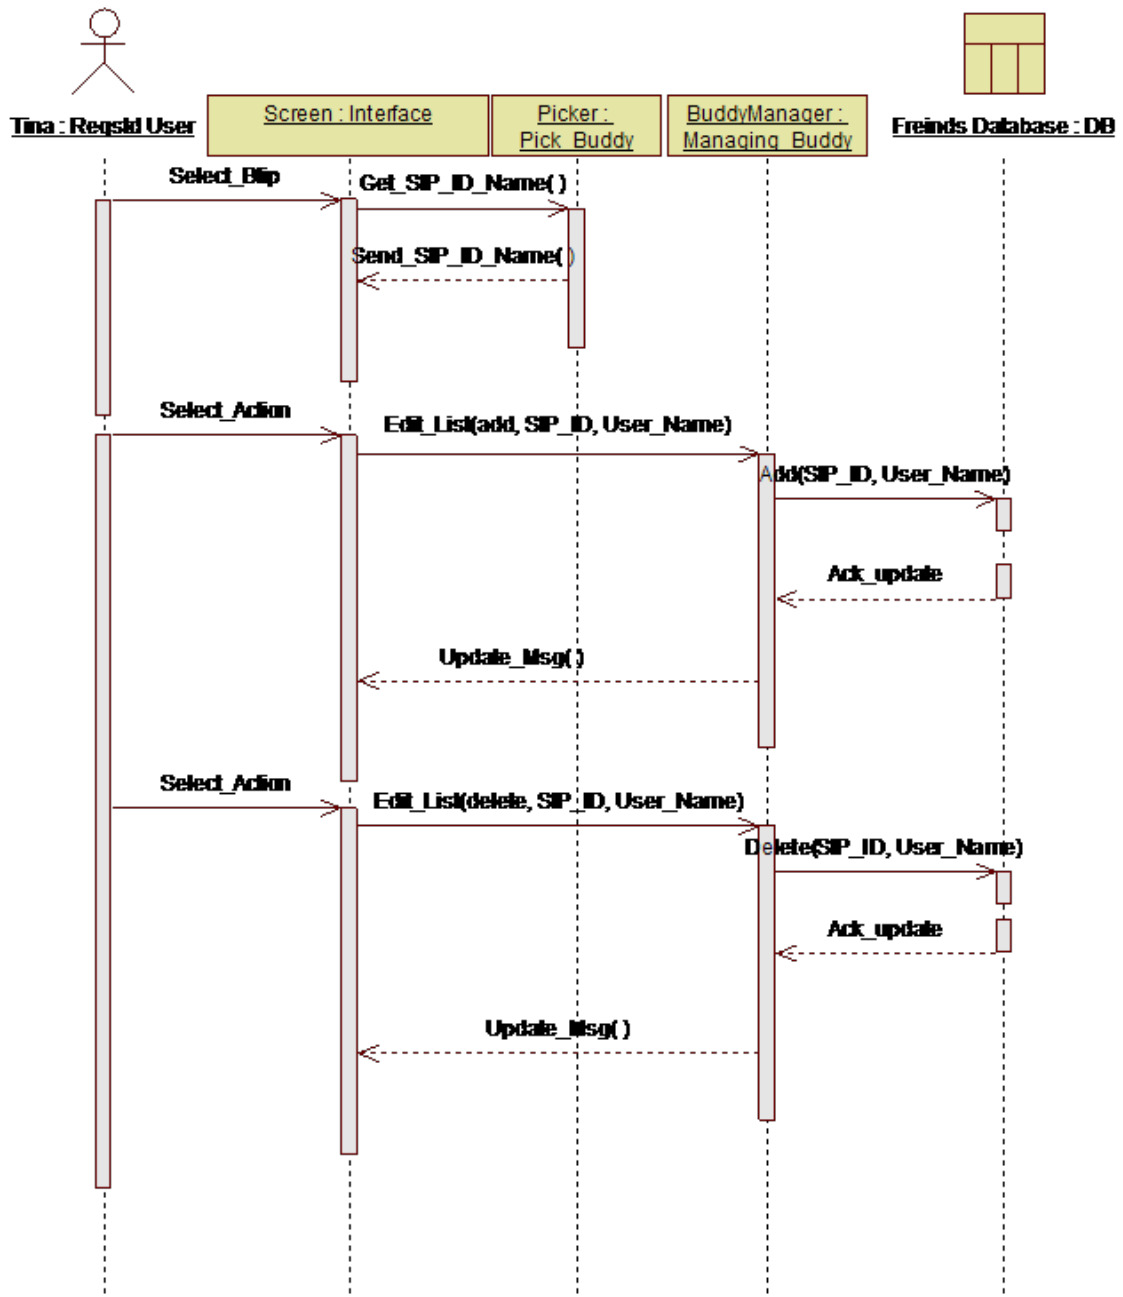 Tina : Reqstd User
Screen : Interface
Picker :
Pick_Buddy
BuddyManager :
Managing_Buddy
Freinds Database : DB
Select_Blip
Get_SIP_ID_Name( )
Send_SIP_ID_Name( )
Select_Action
Edit_List(add, SIP_ID, User_Name)
Add(SIP_ID, User_Name)
Ack_update
Update_Msg( )
Select_Action
Edit_List(delete, SIP_ID, User_Name)
Delete(SIP_ID, User_Name)
Ack_update
Update_Msg( )